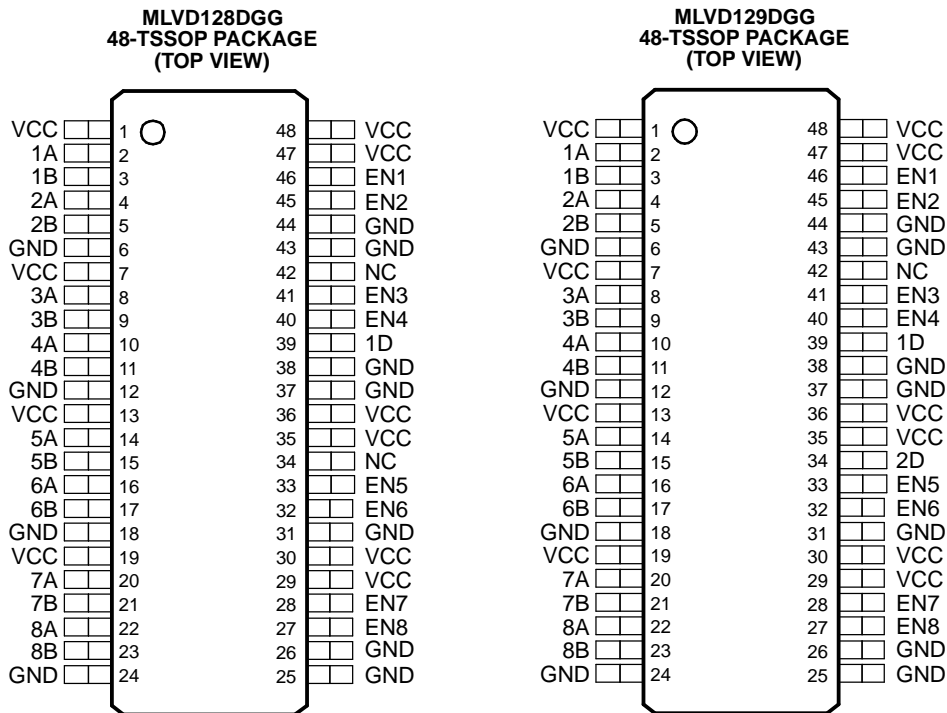 MLVD128DGG
48-TSSOP PACKAGE
(TOP VIEW)
VCC 1 48 VCC
1A 2 47 VCC
1B 3 46 EN1
2A 4 45 EN2
2B 5 44 GND
GND 6 43 GND
VCC 7 42 NC
3A 8 41 EN3
3B 9 40 EN4
4A 10 39 1D
4B 11 38 GND
GND 12 37 GND
VCC 13 36 VCC
5A 14 35 VCC
5B 15 34 NC
6A 16 33 EN5
6B 17 32 EN6
GND 18 31 GND
VCC 19 30 VCC
7A 20 29 VCC
7B 21 28 EN7
8A 22 27 EN8
8B 23 26 GND
GND 24 25 GND
MLVD129DGG
48-TSSOP PACKAGE
(TOP VIEW)
VCC 1 48 VCC
1A 2 47 VCC
1B 3 46 EN1
2A 4 45 EN2
2B 5 44 GND
GND 6 43 GND
VCC 7 42 NC
3A 8 41 EN3
3B 9 40 EN4
4A 10 39 1D
4B 11 38 GND
GND 12 37 GND
VCC 13 36 VCC
5A 14 35 VCC
5B 15 34 2D
6A 16 33 EN5
6B 17 32 EN6
GND 18 31 GND
VCC 19 30 VCC
7A 20 29 VCC
7B 21 28 EN7
8A 22 27 EN8
8B 23 26 GND
GND 24 25 GND